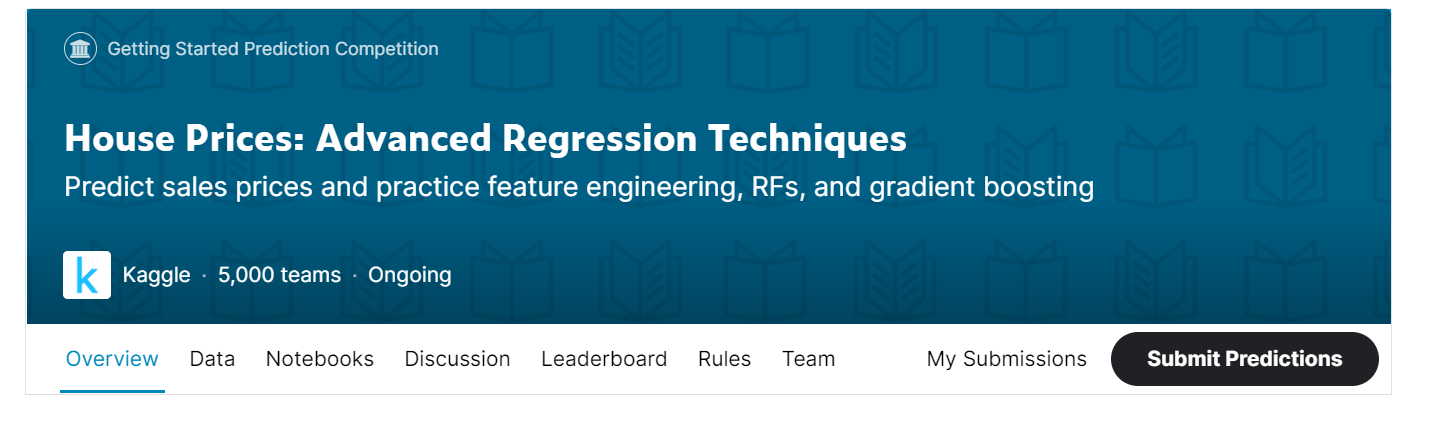 Getting Started Prediction Competition
House Prices: Advanced Regression Techniques
Predict sales prices and practice feature engineering, RFs, and gradient boosting
k Kaggle · 5,000 teams · Ongoing
Overview Data Notebooks Discussion Leaderboard Rules Team My Submissions Submit Predictions